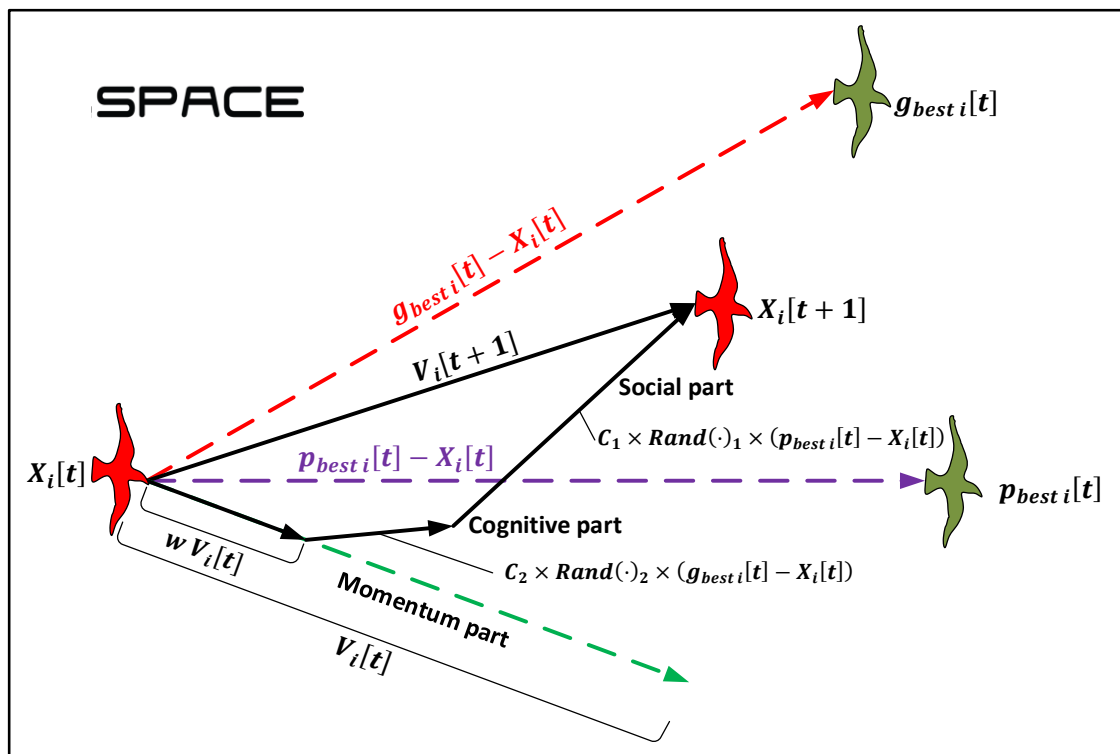 SPACE
g_{best i}[t]
g_{best i}[t] − X_i[t]
X_i[t + 1]
V_i[t + 1]
Social part
C_1 × Rand(·)_1 × (p_{best i}[t] − X_i[t])
X_i[t]
p_{best i}[t] − X_i[t]
p_{best i}[t]
Cognitive part
w V_i[t]
C_2 × Rand(·)_2 × (g_{best i}[t] − X_i[t])
Momentum part
V_i[t]